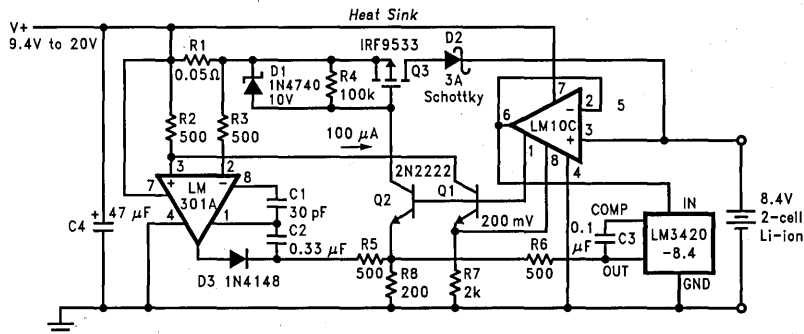 Heat Sink
V+
9.4V to 20V
R1
0.05Ω
IRF9533
D2
Q3
3A
Schottky
D1
1N4740
10V
R4
100k
7
2
5
6
LM10C
3
+
−
1
8
4
R2
500
R3
500
100 μA
3
2
7
+
−
8
LM
301A
4
1
C1
30 pF
C2
0.33 μF
2N2222
Q2
Q1
200 mV
C4
+
47 μF
D3 1N4148
R5
500
R8
200
R7
2k
R6
500
0.1
μF
C3
COMP
OUT
IN
LM3420
-8.4
GND
8.4V
2-cell
Li-ion